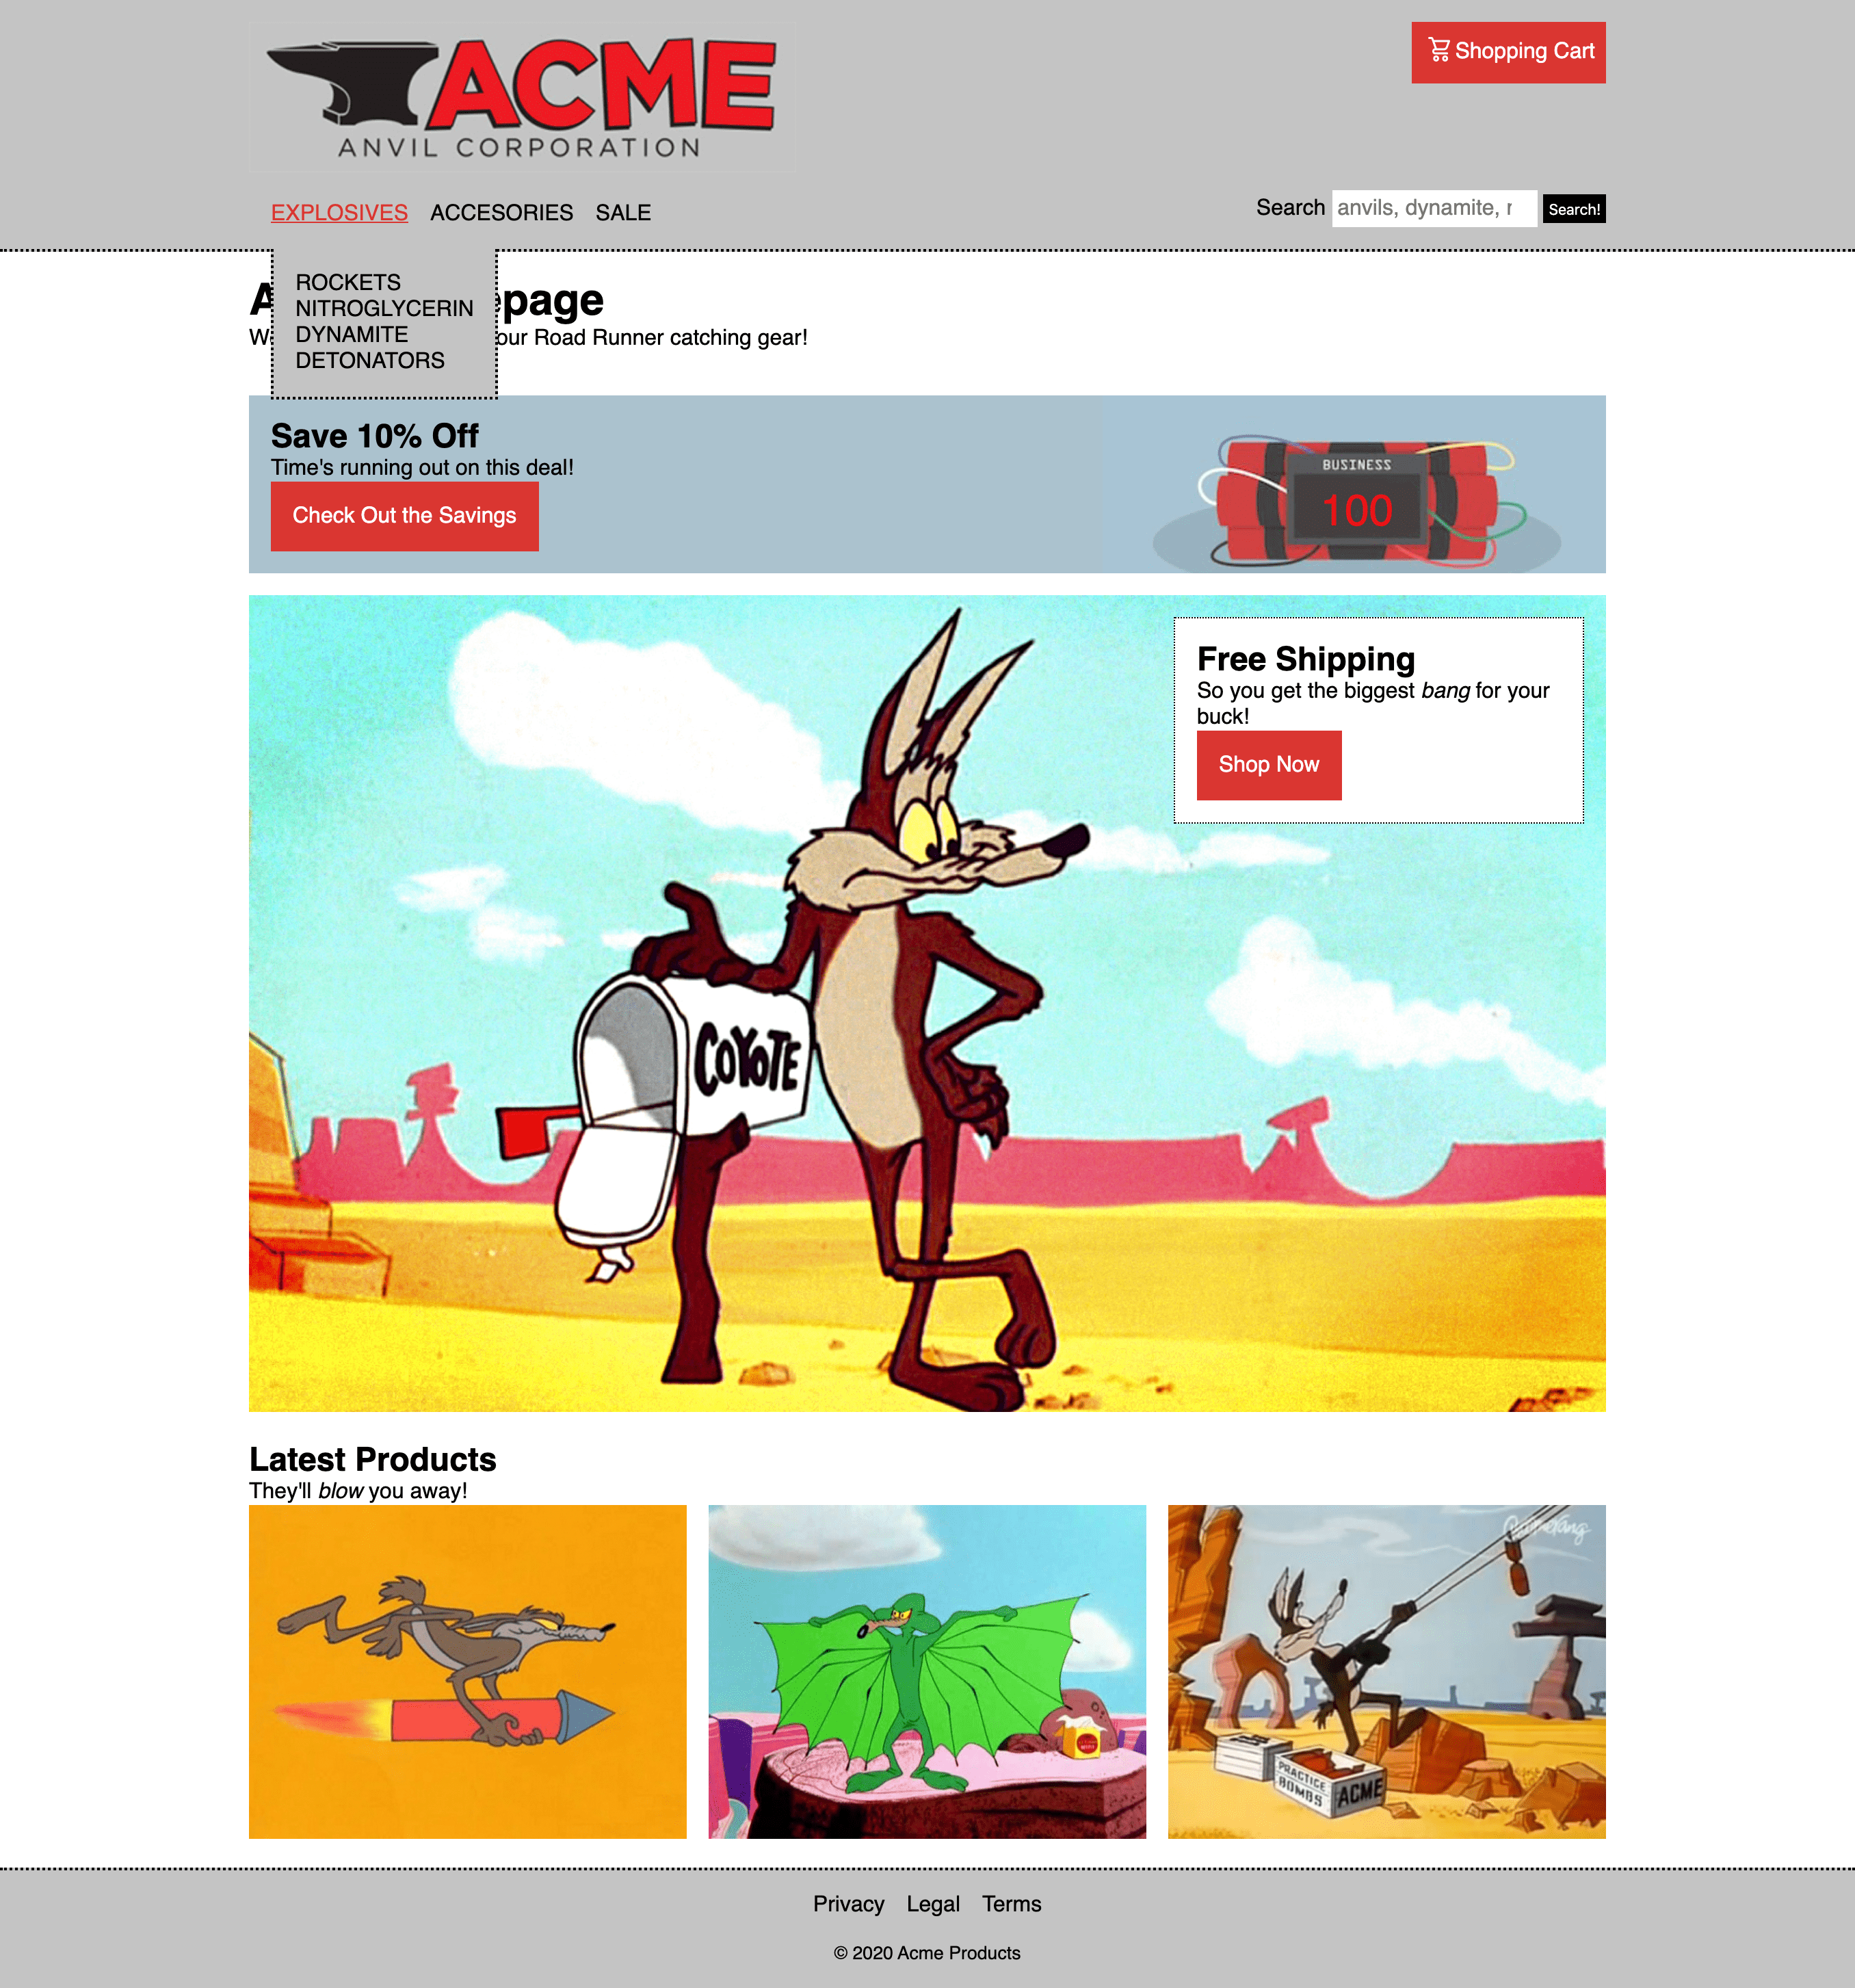 ACME
ANVIL CORPORATION
Shopping Cart
EXPLOSIVES ACCESORIES SALE
Search anvils, dynamite, Search!
ROCKETS
NITROGLYCERIN
DYNAMITE
DETONATORS
page
our Road Runner catching gear!
Save 10% Off
Time's running out on this deal!
Check Out the Savings
BUSINESS
100
Free Shipping
So you get the biggest bang for your
buck!
Shop Now
COYOTE
Latest Products
They'll blow you away!
Boomerang
PRACTICE
BOMBS
ACME
Privacy Legal Terms
© 2020 Acme Products